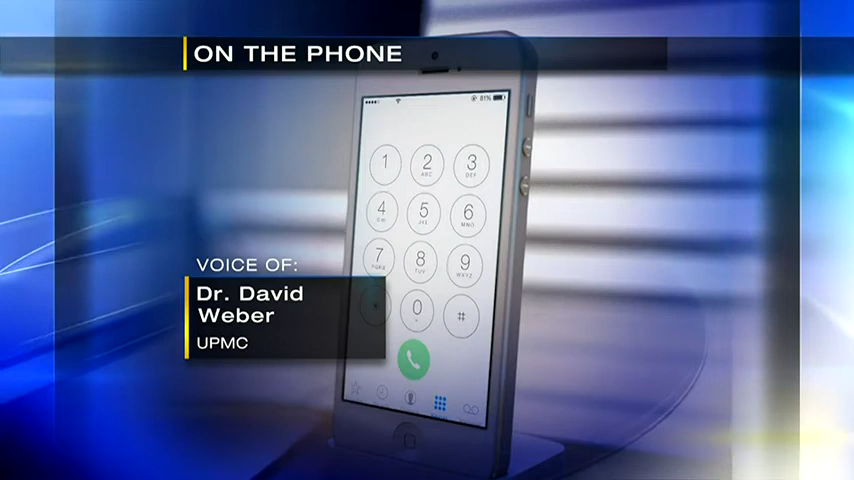 ON THE PHONE
81%
1 2 3
ABC DEF
4 5 6
GHI JKL MNO
7 8 9
PQRS TUV WXYZ
VOICE OF:
Dr. David
Weber
UPMC
* 0 #
+